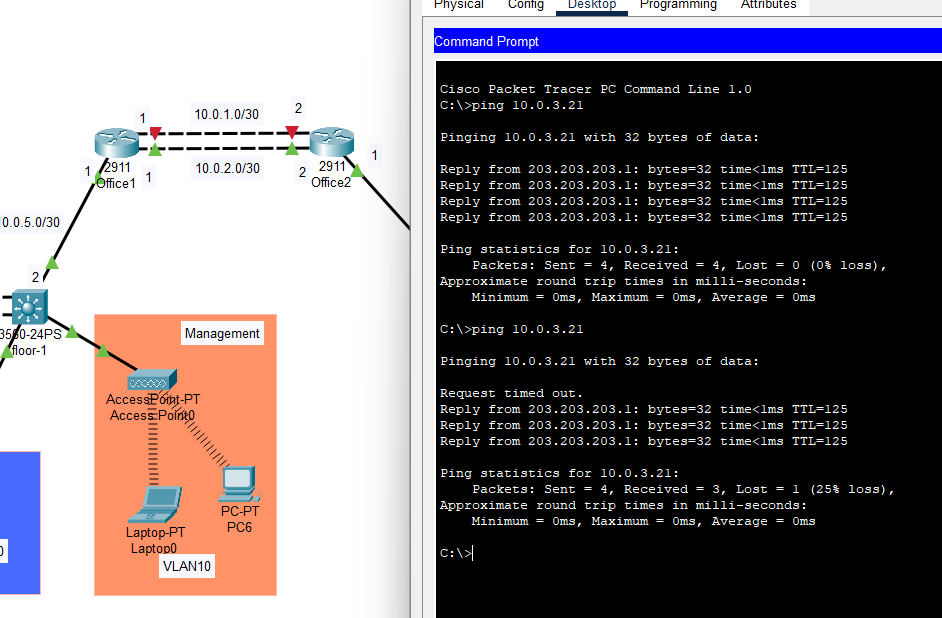 Physical Config Desktop Programming Attributes
Command Prompt
Cisco Packet Tracer PC Command Line 1.0
C:\>ping 10.0.3.21
Pinging 10.0.3.21 with 32 bytes of data:
Reply from 203.203.203.1: bytes=32 time<1ms TTL=125
Reply from 203.203.203.1: bytes=32 time<1ms TTL=125
Reply from 203.203.203.1: bytes=32 time<1ms TTL=125
Reply from 203.203.203.1: bytes=32 time<1ms TTL=125
Ping statistics for 10.0.3.21:
Packets: Sent = 4, Received = 4, Lost = 0 (0% loss),
Approximate round trip times in milli-seconds:
Minimum = 0ms, Maximum = 0ms, Average = 0ms
C:\>ping 10.0.3.21
Pinging 10.0.3.21 with 32 bytes of data:
Request timed out.
Reply from 203.203.203.1: bytes=32 time<1ms TTL=125
Reply from 203.203.203.1: bytes=32 time<1ms TTL=125
Reply from 203.203.203.1: bytes=32 time<1ms TTL=125
Ping statistics for 10.0.3.21:
Packets: Sent = 4, Received = 3, Lost = 1 (25% loss),
Approximate round trip times in milli-seconds:
Minimum = 0ms, Maximum = 0ms, Average = 0ms
C:\>
1
10.0.1.0/30
2
10.0.2.0/30
1
2911
Office1
1
2
2911
Office2
1
0.0.5.0/30
2
3560-24PS
floor-1
Management
AccessPoint-PT
Access Point0
Laptop-PT
Laptop0
PC-PT
PC6
VLAN10
0